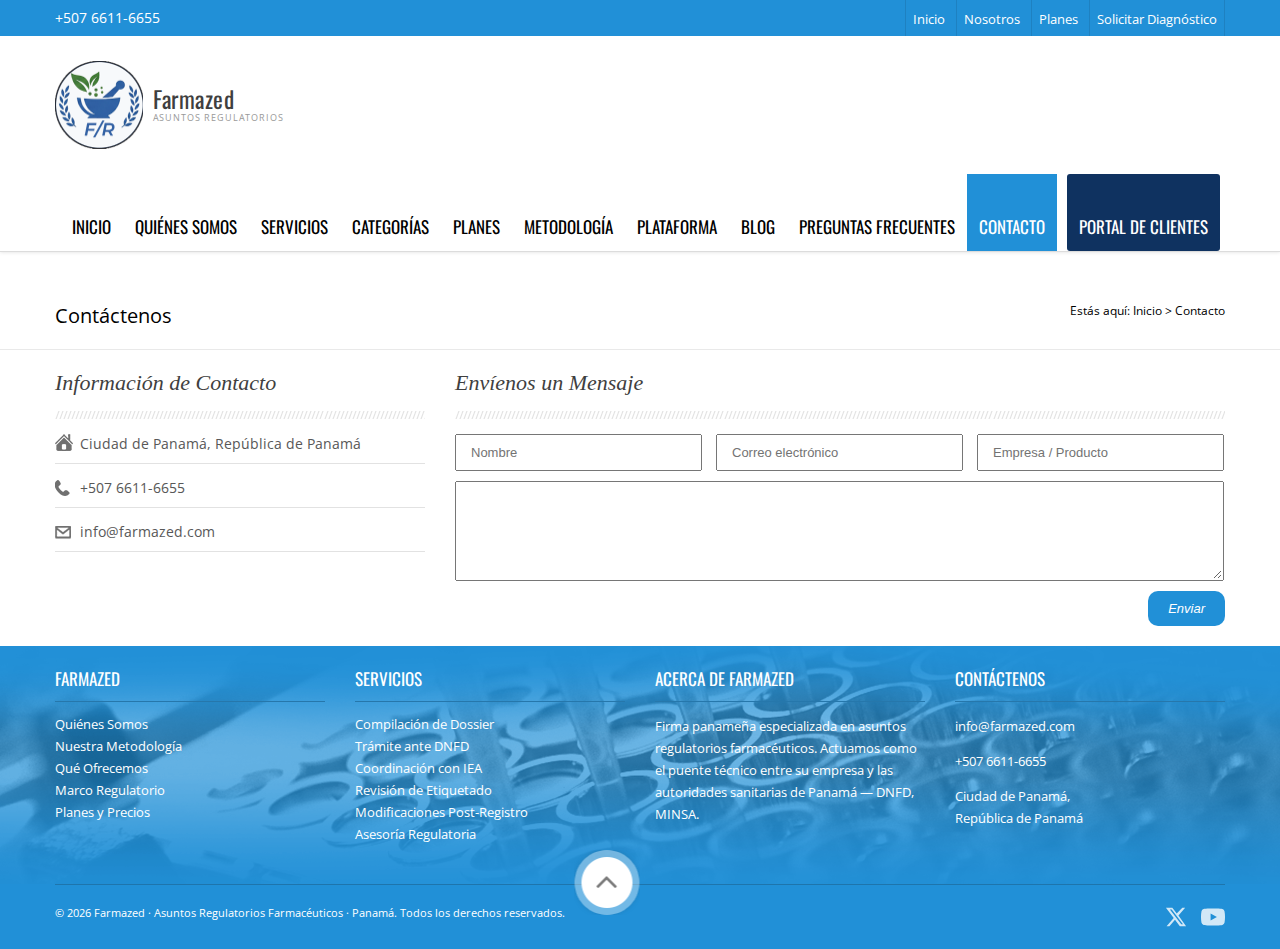 +507 6611-6655
Inicio Nosotros Planes Solicitar Diagnóstico
F/R
Farmazed
ASUNTOS REGULATORIOS
INICIO QUIÉNES SOMOS SERVICIOS CATEGORÍAS PLANES METODOLOGÍA PLATAFORMA BLOG PREGUNTAS FRECUENTES CONTACTO PORTAL DE CLIENTES
Contáctenos
Estás aquí: Inicio > Contacto
Información de Contacto
Ciudad de Panamá, República de Panamá
+507 6611-6655
info@farmazed.com
Envíenos un Mensaje
Nombre
Correo electrónico
Empresa / Producto
Enviar
FARMAZED
Quiénes Somos
Nuestra Metodología
Qué Ofrecemos
Marco Regulatorio
Planes y Precios
SERVICIOS
Compilación de Dossier
Trámite ante DNFD
Coordinación con IEA
Revisión de Etiquetado
Modificaciones Post-Registro
Asesoría Regulatoria
ACERCA DE FARMAZED
Firma panameña especializada en asuntos
regulatorios farmacéuticos. Actuamos como
el puente técnico entre su empresa y las
autoridades sanitarias de Panamá — DNFD,
MINSA.
CONTÁCTENOS
info@farmazed.com
+507 6611-6655
Ciudad de Panamá,
República de Panamá
© 2026 Farmazed · Asuntos Regulatorios Farmacéuticos · Panamá. Todos los derechos reservados.